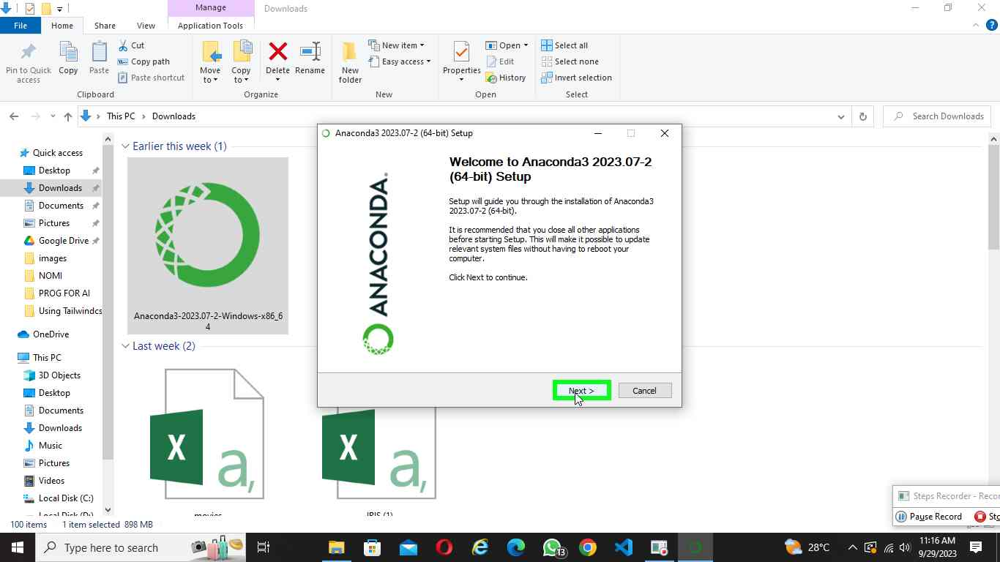 Manage
Downloads
File
Home
Share
View
Application Tools
Pin to Quick
access
Copy
Paste
Cut
Copy path
Paste shortcut
Clipboard
Move
to
Copy
to
Delete
Rename
Organize
New
folder
New item
Easy access
New
Properties
Open
Edit
History
Open
Select all
Select none
Invert selection
Select
This PC > Downloads
Search Downloads
Quick access
Desktop
Downloads
Documents
Pictures
Google Drive
images
NOMI
PROG FOR AI
Using Tailwindcs
OneDrive
This PC
3D Objects
Desktop
Documents
Downloads
Music
Pictures
Videos
Local Disk (C:)
Local Disk (D:)
Earlier this week (1)
Anaconda3-2023.07-2-Windows-x86_6
4
Last week (2)
X
a,
movies
X
a,
IRIS (1)
Anaconda3 2023.07-2 (64-bit) Setup
ANACONDA.
Welcome to Anaconda3 2023.07-2
(64-bit) Setup
Setup will guide you through the installation of Anaconda3
2023.07-2 (64-bit).
It is recommended that you close all other applications
before starting Setup. This will make it possible to update
relevant system files without having to reboot your
computer.
Click Next to continue.
Next >
Cancel
Steps Recorder - Recor
Pause Record
Sto
100 items
1 item selected 898 MB
Type here to search
13
28°C
11:16 AM
9/29/2023